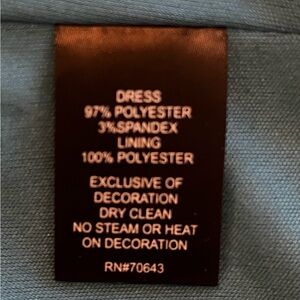 DRESS
97% POLYESTER
3%SPANDEX
LINING
100% POLYESTER
EXCLUSIVE OF
DECORATION
DRY CLEAN
NO STEAM OR HEAT
ON DECORATION
RN#70643